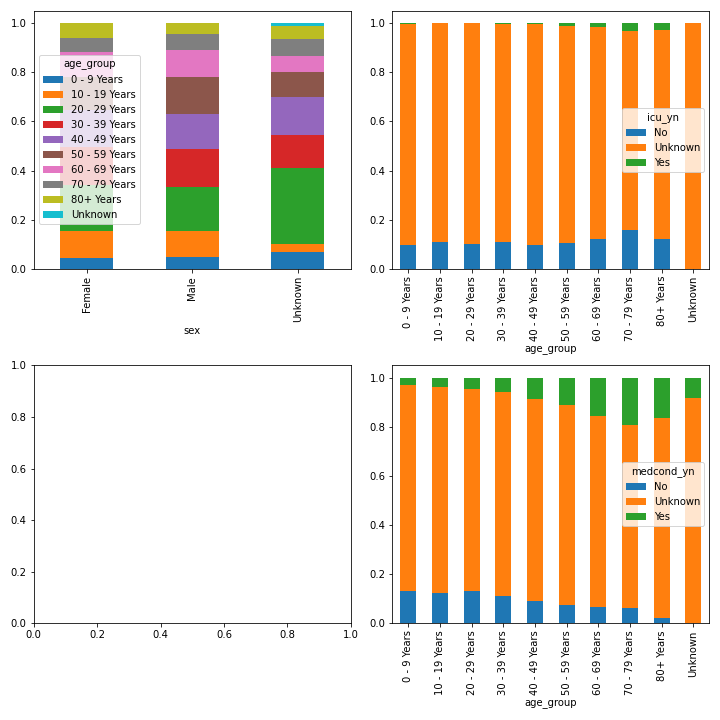 1.0
0.8
0.6
0.4
0.2
0.0
age_group
0 - 9 Years
10 - 19 Years
20 - 29 Years
30 - 39 Years
40 - 49 Years
50 - 59 Years
60 - 69 Years
70 - 79 Years
80+ Years
Unknown
Female
Male
Unknown
sex
1.0
0.8
0.6
0.4
0.2
0.0
icu_yn
No
Unknown
Yes
0 - 9 Years
10 - 19 Years
20 - 29 Years
30 - 39 Years
40 - 49 Years
50 - 59 Years
60 - 69 Years
70 - 79 Years
80+ Years
Unknown
age_group
1.0
0.8
0.6
0.4
0.2
0.0
0.0 0.2 0.4 0.6 0.8 1.0
1.0
0.8
0.6
0.4
0.2
0.0
medcond_yn
No
Unknown
Yes
0 - 9 Years
10 - 19 Years
20 - 29 Years
30 - 39 Years
40 - 49 Years
50 - 59 Years
60 - 69 Years
70 - 79 Years
80+ Years
Unknown
age_group